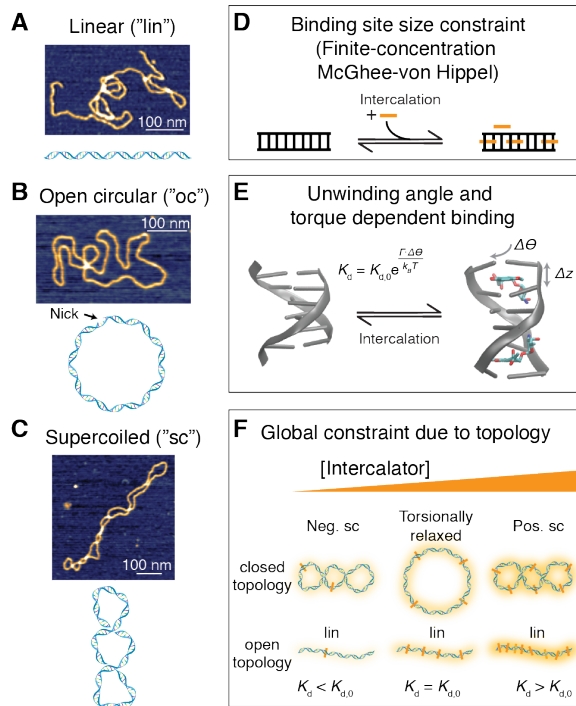 A
Linear ("lin")
100 nm
B
Open circular ("oc")
100 nm
Nick
C
Supercoiled ("sc")
100 nm
D
Binding site size constraint
(Finite-concentration
McGhee-von Hippel)
Intercalation
+
E
Unwinding angle and
torque dependent binding
K_d = K_d,0 e^(Γ·Δθ / k_B T)
Δθ
Δz
Intercalation
F
Global constraint due to topology
[Intercalator]
Neg. sc
Torsionally
relaxed
Pos. sc
closed
topology
open
topology
lin
lin
lin
K_d < K_d,0
K_d = K_d,0
K_d > K_d,0